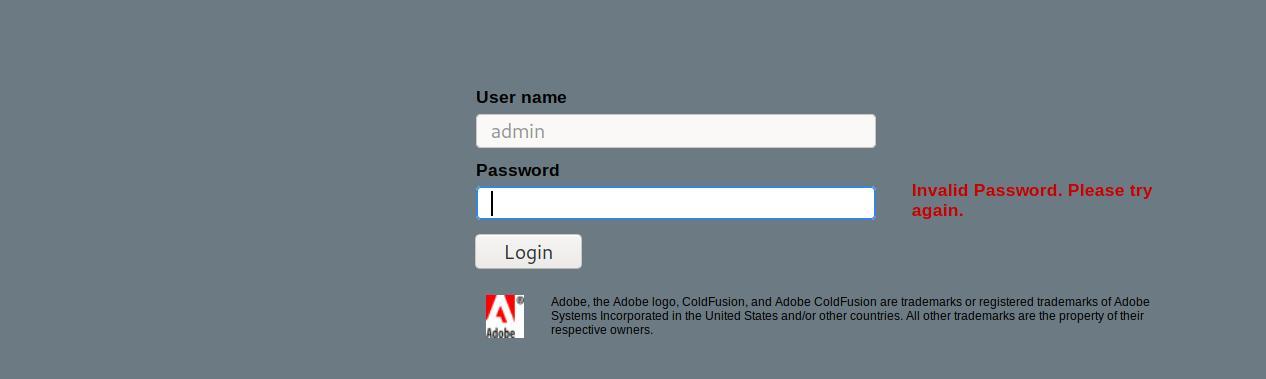 User name
admin
Password
Invalid Password. Please try
again.
Login
Adobe
Adobe, the Adobe logo, ColdFusion, and Adobe ColdFusion are trademarks or registered trademarks of Adobe
Systems Incorporated in the United States and/or other countries. All other trademarks are the property of their
respective owners.